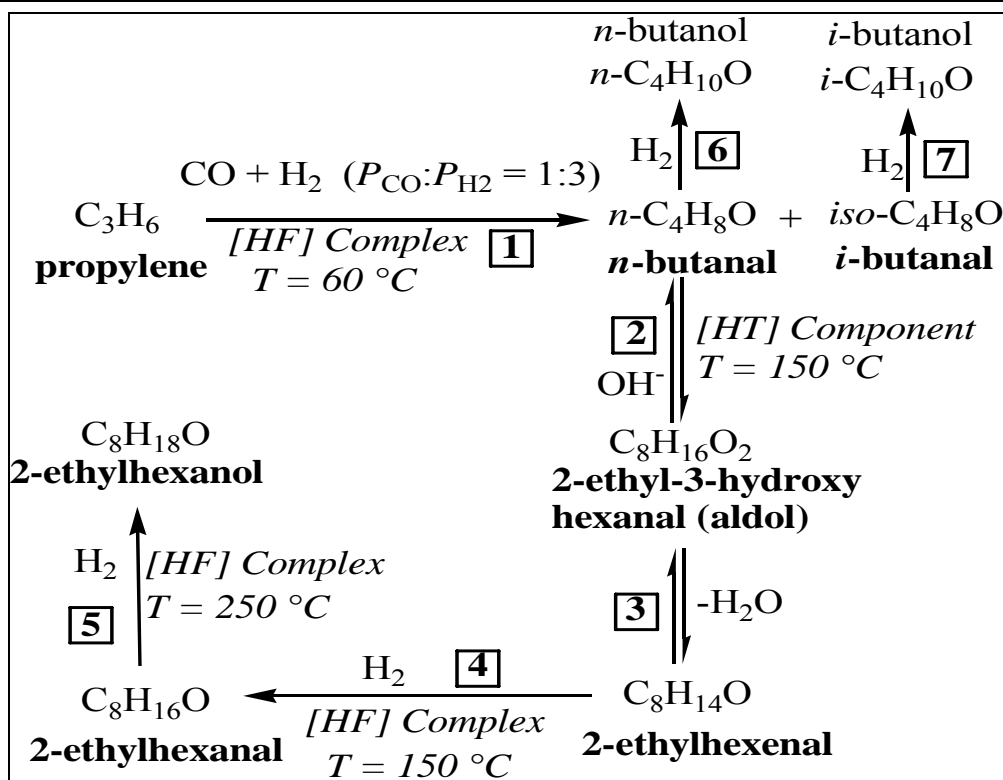 n-butanol
i-butanol
n-C₄H₁₀O
i-C₄H₁₀O
H₂ 6
H₂ 7
CO + H₂ (P_CO:P_H2 = 1:3)
C₃H₆
n-C₄H₈O + iso-C₄H₈O
propylene
[HF] Complex 1
T = 60 °C
n-butanal
i-butanal
2
OH⁻
[HT] Component
T = 150 °C
C₈H₁₈O
2-ethylhexanol
C₈H₁₆O₂
2-ethyl-3-hydroxy
hexanal (aldol)
H₂
5
[HF] Complex
T = 250 °C
3
-H₂O
H₂ 4
C₈H₁₆O
2-ethylhexanal
[HF] Complex
T = 150 °C
C₈H₁₄O
2-ethylhexenal